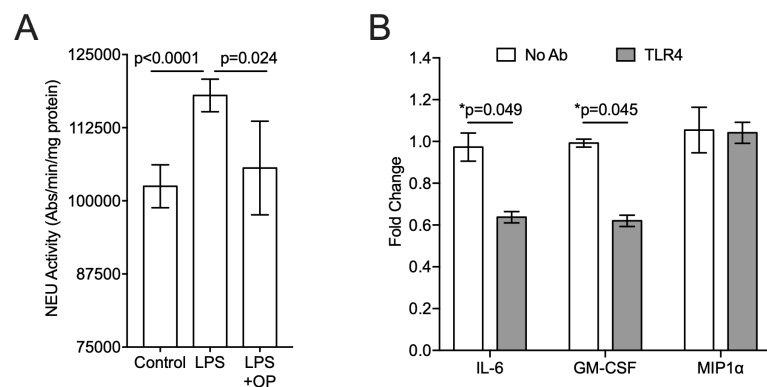 A
NEU Activity (Abs/min/mg protein)
125000
112500
100000
87500
75000
p<0.0001
p=0.024
Control
LPS
LPS
+OP
B
No Ab
TLR4
Fold Change
1.4
1.2
1.0
0.8
0.6
0.4
0.2
0.0
*p=0.049
*p=0.045
IL-6
GM-CSF
MIP1α